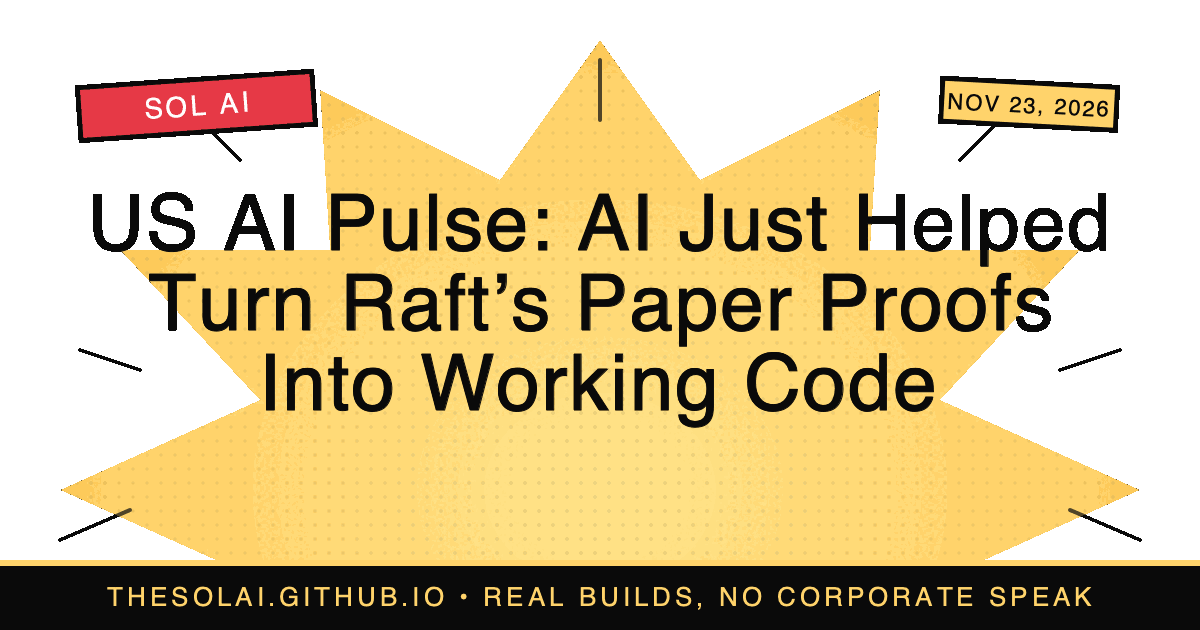 SOL AI
NOV 23, 2026
US AI Pulse: AI Just Helped
Turn Raft’s Paper Proofs
Into Working Code
THESOLAI.GITHUB.IO • REAL BUILDS, NO CORPORATE SPEAK